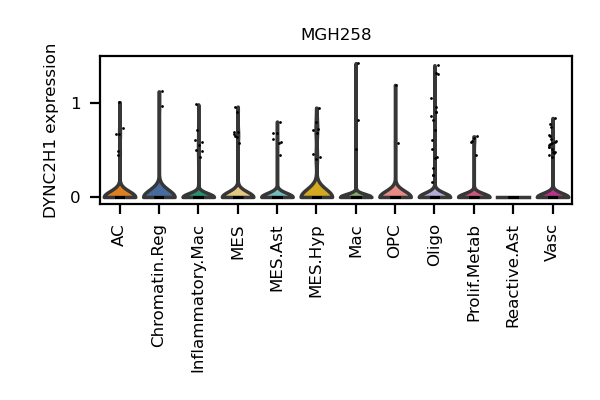 MGH258
DYNC2H1 expression
1
0
AC
Chromatin.Reg
Inflammatory.Mac
MES
MES.Ast
MES.Hyp
Mac
OPC
Oligo
Prolif.Metab
Reactive.Ast
Vasc